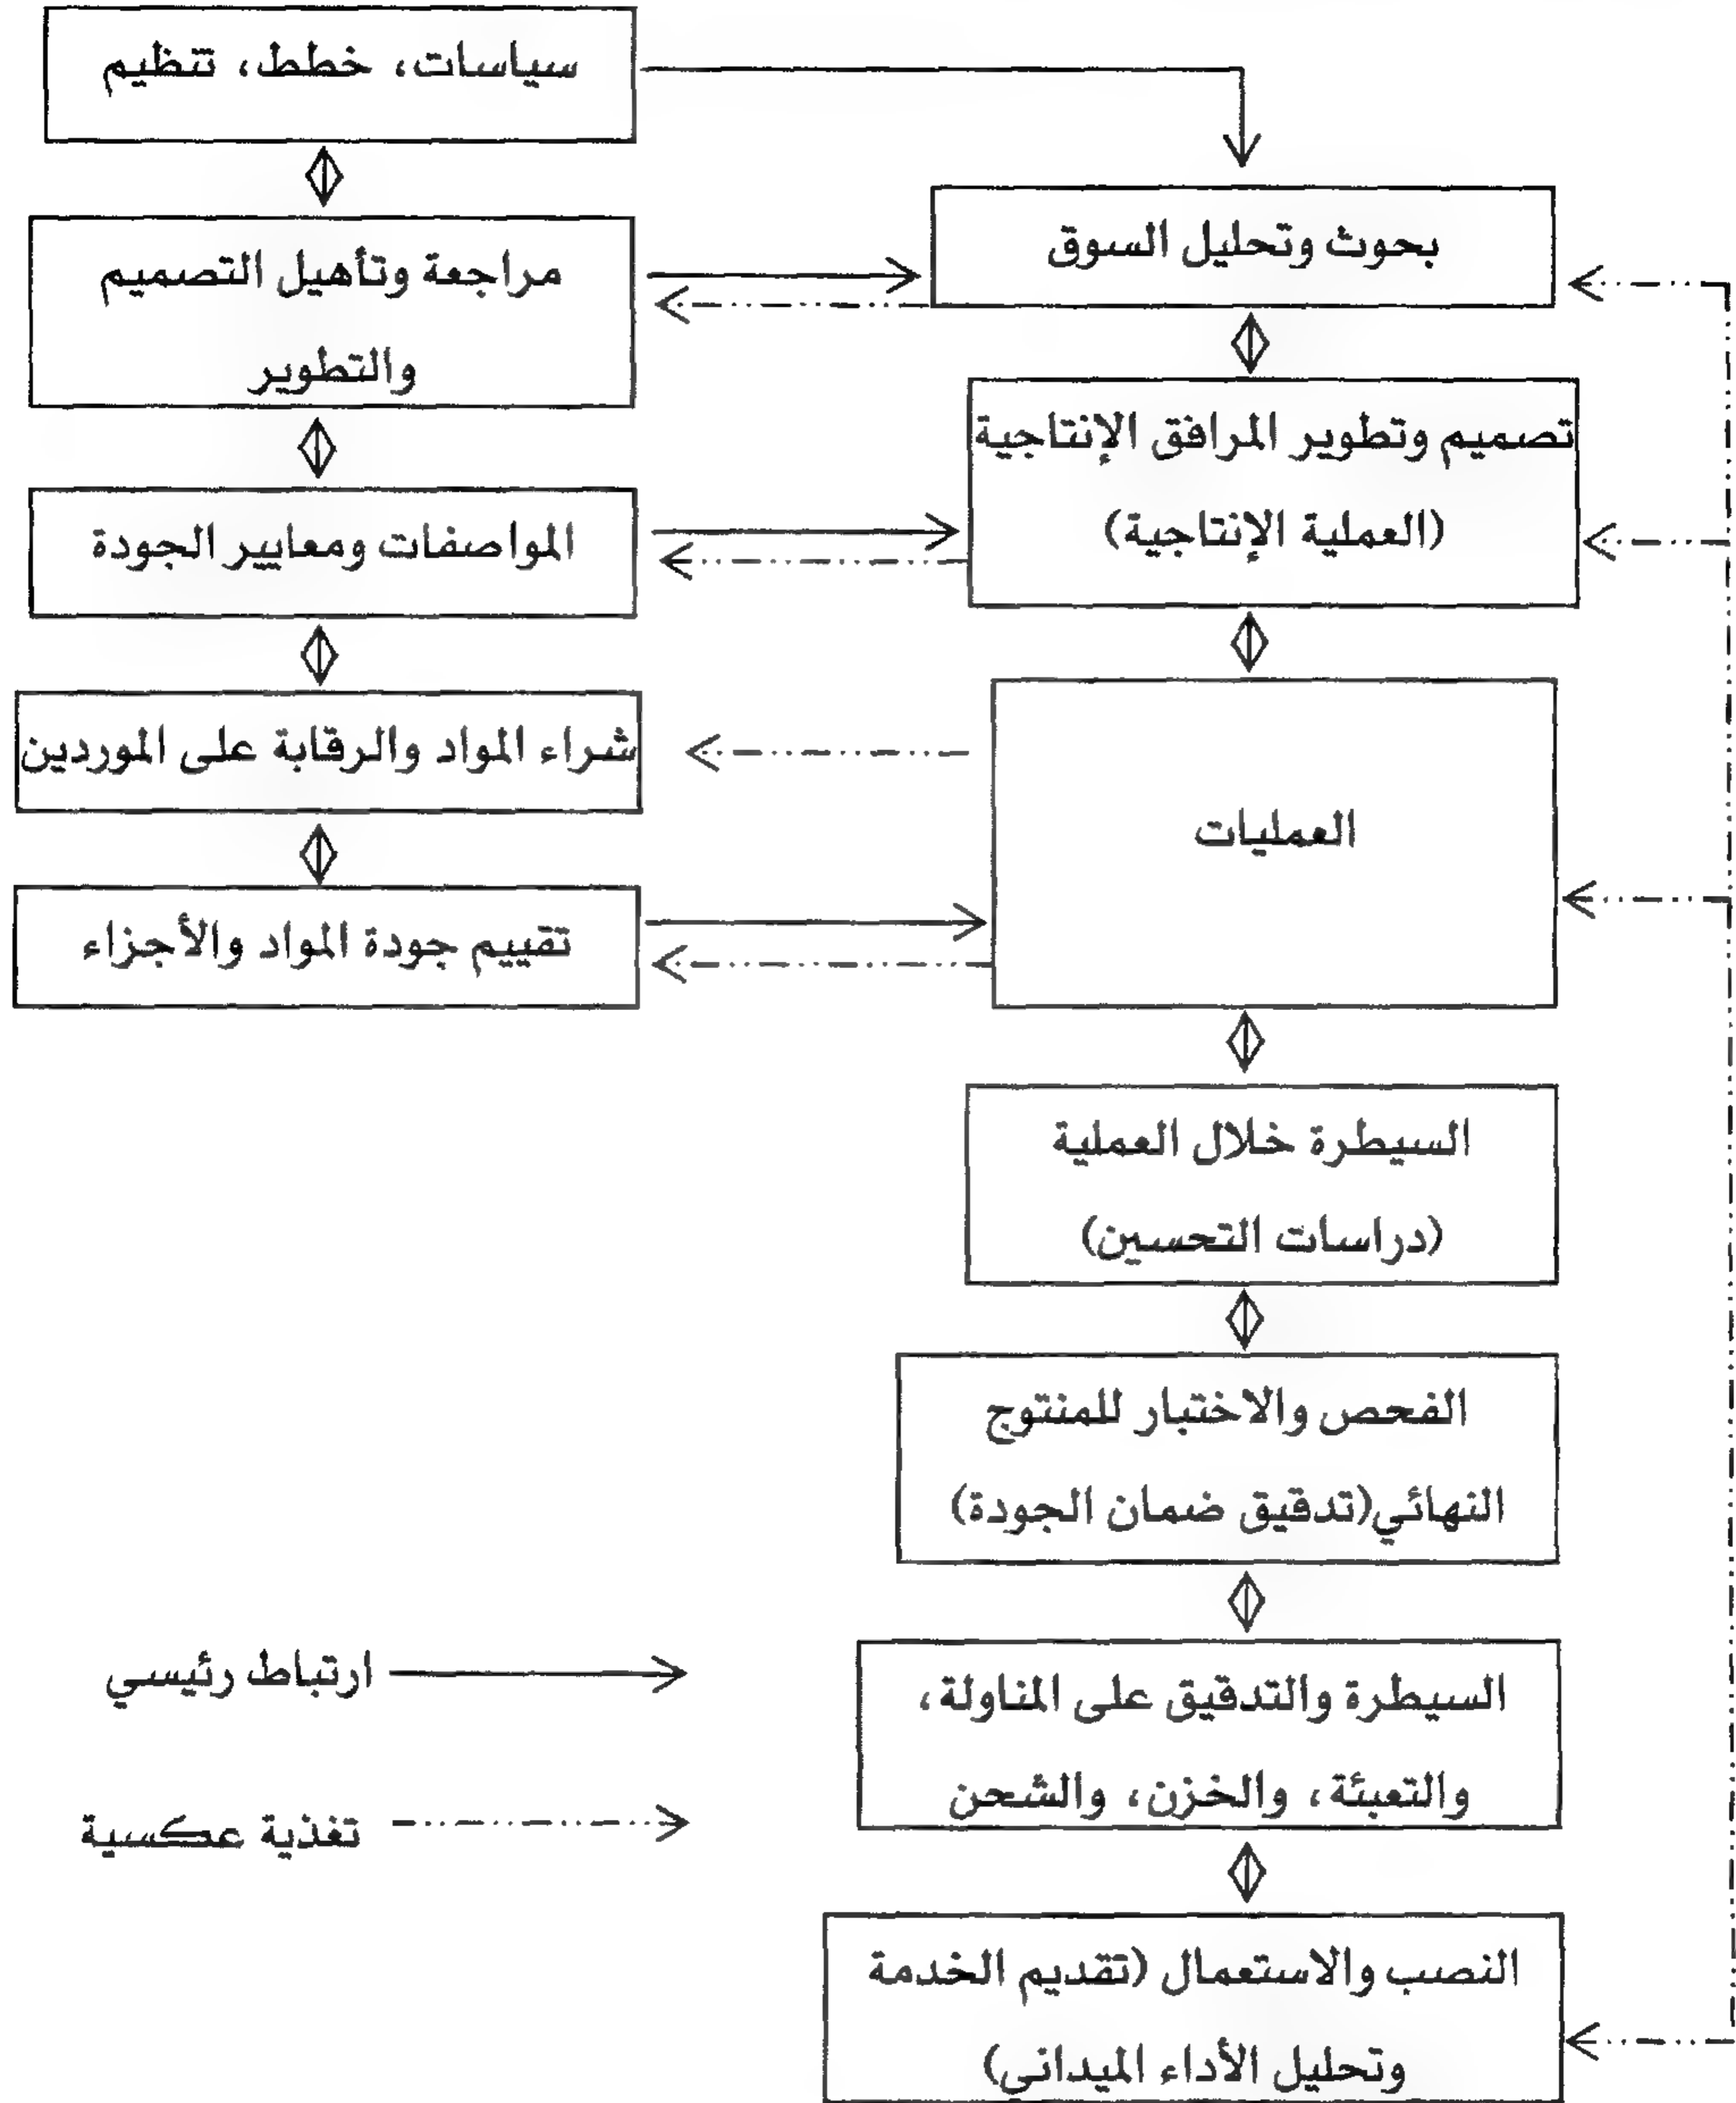 سياسات، خطط، تنظيم
بحوث وتحليل السوق
مراجعة وتأهيل التصميم
والتطوير
تصميم وتطوير المرافق الإنتاجية
(العملية الإنتاجية)
المواصفات ومعايير الجودة
شراء المواد والرقابة على الموردين
العمليات
تقييم جودة المواد والأجزاء
السيطرة خلال العملية
(دراسات التحسين)
الفحص والاختبار للمنتوج
النهائي(تدقيق ضمان الجودة)
السيطرة والتدقيق على المناولة،
والتعبئة، والخزن، والشحن
النصب والاستعمال (تقديم الخدمة
وتحليل الأداء الميداني)
ارتباط رئيسي
تغذية عكسية